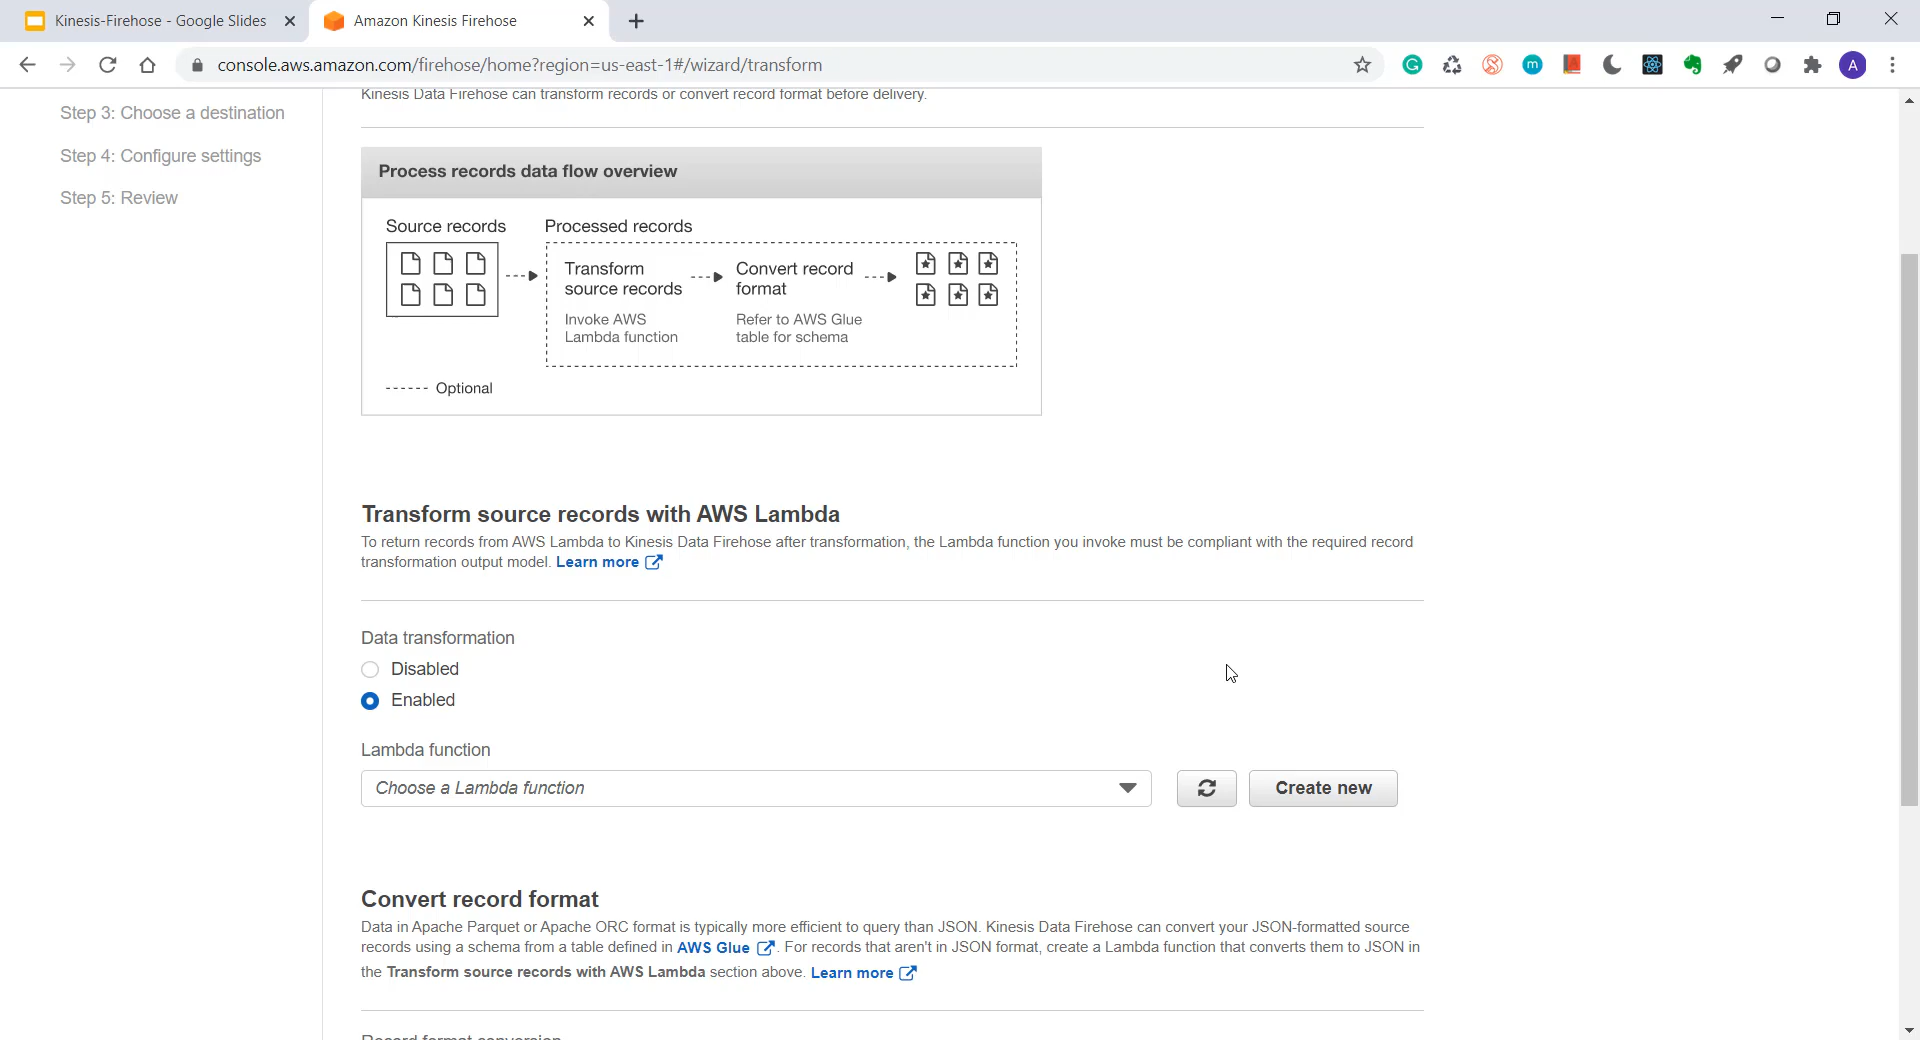 Kinesis-Firehose - Google Slides
Amazon Kinesis Firehose
console.aws.amazon.com/firehose/home?region=us-east-1#/wizard/transform
A
Step 3: Choose a destination
Step 4: Configure settings
Step 5: Review
Kinesis Data Firehose can transform records or convert record format before delivery.
Process records data flow overview
Source records
Processed records
Transform
source records
Invoke AWS
Lambda function
Convert record
format
Refer to AWS Glue
table for schema
Optional
Transform source records with AWS Lambda
To return records from AWS Lambda to Kinesis Data Firehose after transformation, the Lambda function you invoke must be compliant with the required record
transformation output model. Learn more
Data transformation
Disabled
Enabled
Lambda function
Choose a Lambda function
Create new
Convert record format
Data in Apache Parquet or Apache ORC format is typically more efficient to query than JSON. Kinesis Data Firehose can convert your JSON-formatted source
records using a schema from a table defined in AWS Glue. For records that aren't in JSON format, create a Lambda function that converts them to JSON in
the Transform source records with AWS Lambda section above. Learn more
Record format conversion